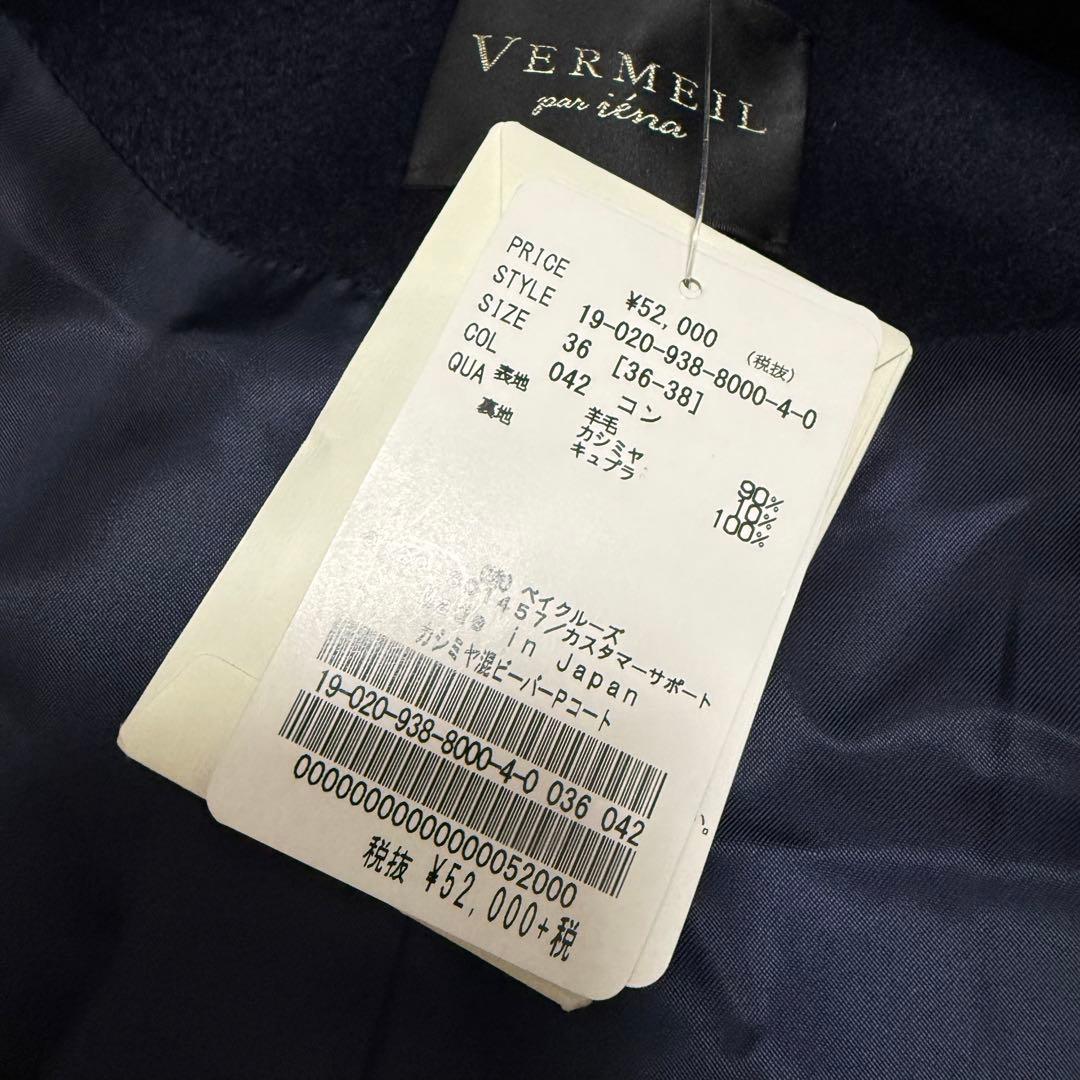 VERMEIL
par iéna
PRICE ¥52,000 (税抜)
STYLE 19-020-938-8000-4-0
SIZE 36 [36-38]
COL 042 コン
QUA 表地 羊毛 90%
カシミヤ 10%
裏地 キュプラ 100%
ベイクルーズ
1457/カスタマーサポート
in Japan
カシミヤ混ビーバーPコート
19-020-938-8000-4-0 036 042
税抜 ¥52,000+税